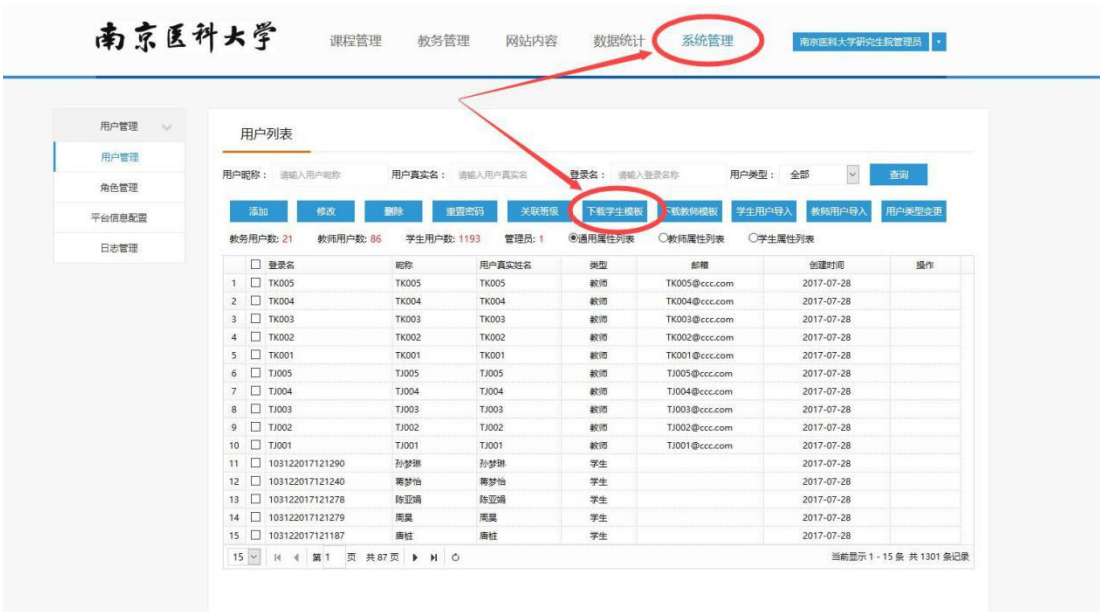 南京医科大学 课程管理 教务管理 网站内容 数据统计 系统管理 南京医科大学研究生院管理员
用户管理
用户管理
角色管理
平台信息配置
日志管理
用户列表
用户昵称： 请输入用户昵称 用户真实名： 请输入用户真实名 登录名： 请输入登录名称 用户类型： 全部 查询
添加 修改 删除 重置密码 关联班级 下载学生模板 下载教师模板 学生用户导入 教师用户导入 用户类型变更
教务用户数: 21 教师用户数: 86 学生用户数: 1193 管理员: 1 通用属性列表 教师属性列表 学生属性列表
登录名 昵称 用户真实姓名 类型 邮箱 创建时间 操作
1 TK005 TK005 TK005 教师 TK005@ccc.com 2017-07-28
2 TK004 TK004 TK004 教师 TK004@ccc.com 2017-07-28
3 TK003 TK003 TK003 教师 TK003@ccc.com 2017-07-28
4 TK002 TK002 TK002 教师 TK002@ccc.com 2017-07-28
5 TK001 TK001 TK001 教师 TK001@ccc.com 2017-07-28
6 TJ005 TJ005 TJ005 教师 TJ005@ccc.com 2017-07-28
7 TJ004 TJ004 TJ004 教师 TJ004@ccc.com 2017-07-28
8 TJ003 TJ003 TJ003 教师 TJ003@ccc.com 2017-07-28
9 TJ002 TJ002 TJ002 教师 TJ002@ccc.com 2017-07-28
10 TJ001 TJ001 TJ001 教师 TJ001@ccc.com 2017-07-28
11 103122017121290 孙梦琳 孙梦琳 学生 2017-07-28
12 103122017121240 蒋梦怡 蒋梦怡 学生 2017-07-28
13 103122017121278 陈亚娟 陈亚娟 学生 2017-07-28
14 103122017121279 周昊 周昊 学生 2017-07-28
15 103122017121187 唐桂 唐桂 学生 2017-07-28
15 第 1 页 共 87 页 当前显示 1 - 15 条 共 1301 条记录